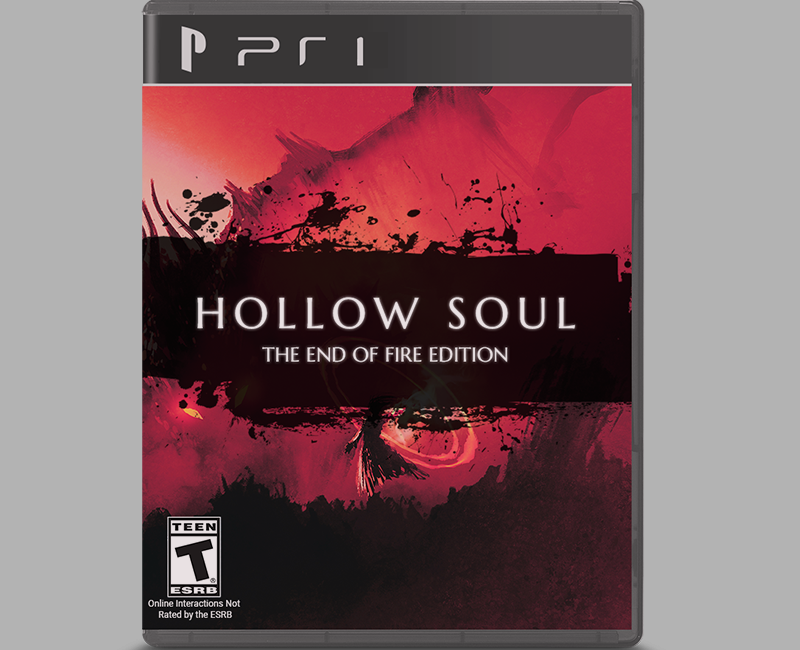 PRI
HOLLOW SOUL
THE END OF FIRE EDITION
TEEN
T
®
ESRB
Online Interactions Not
Rated by the ESRB